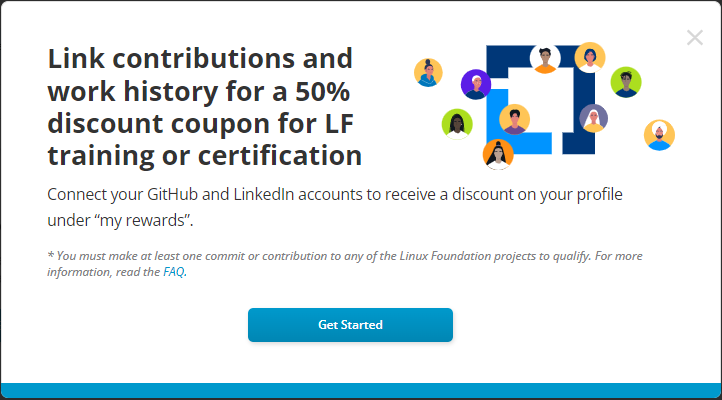 Link contributions and
work history for a 50%
discount coupon for LF
training or certification
Connect your GitHub and LinkedIn accounts to receive a discount on your profile
under “my rewards”.
* You must make at least one commit or contribution to any of the Linux Foundation projects to qualify. For more
information, read the FAQ.
Get Started